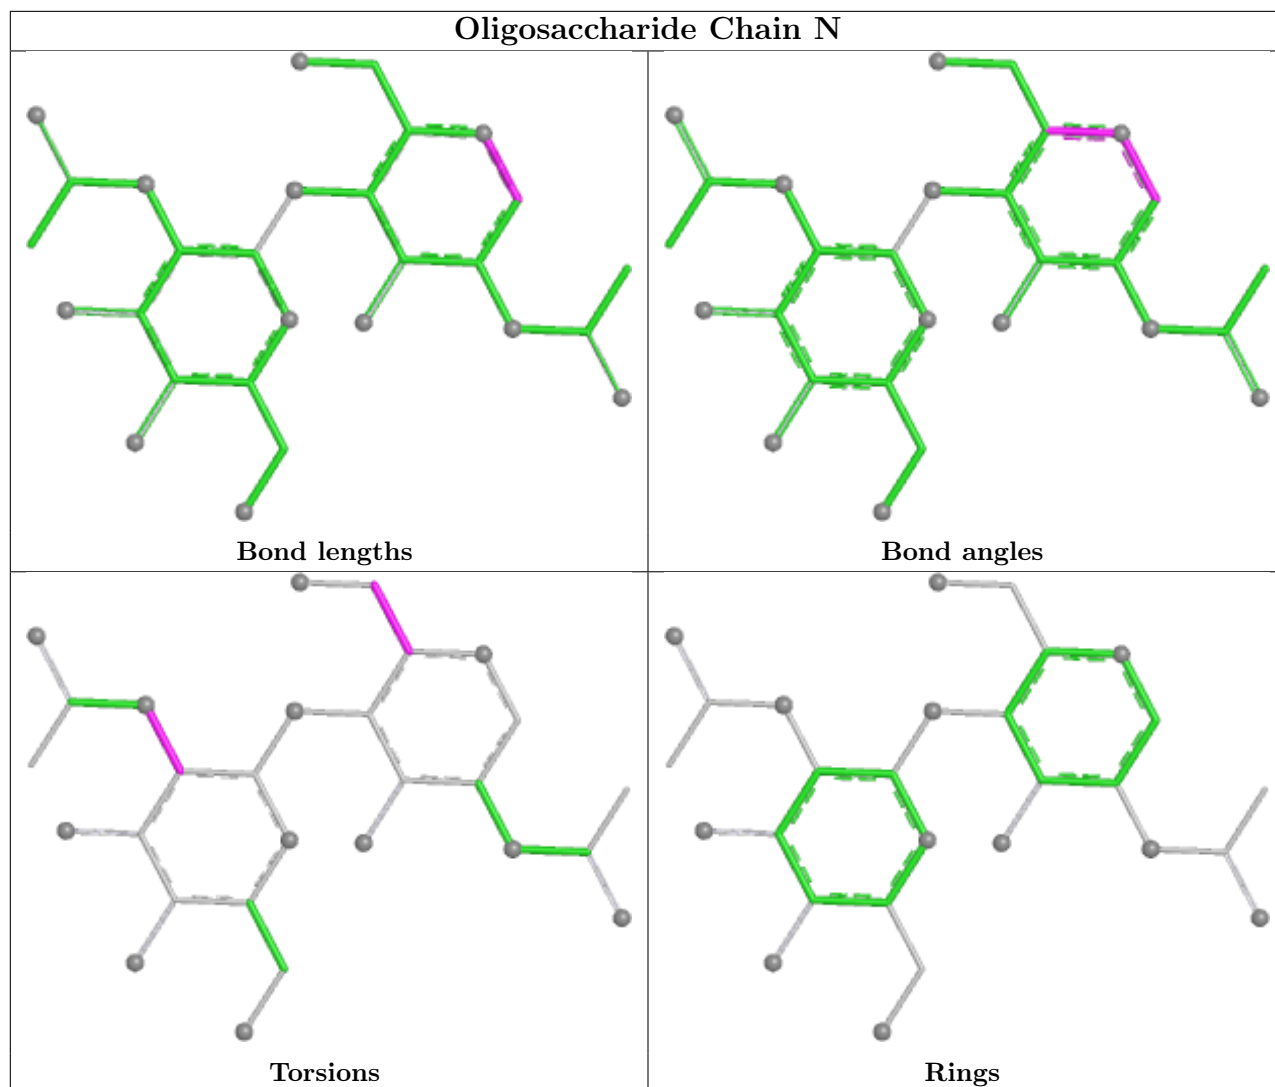 Oligosaccharide Chain N
Bond lengths
Bond angles
Torsions
Rings